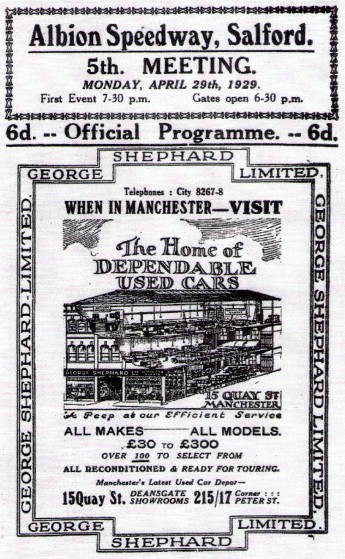 Albion Speedway, Salford.
5th. MEETING.
MONDAY, APRIL 29th, 1929.
First Event 7-30 p.m. Gates open 6-30 p.m.
6d. -- Official Programme. -- 6d.
SHEPHARD
GEORGE LIMITED.
GEORGE SHEPHARD-LIMITED.
GEORGE SHEPHARD LIMITED.
Telephones : City 8267-8
WHEN IN MANCHESTER—VISIT
The Home of
DEPENDABLE
USED CARS
GEORGE SHEPHARD LTD
15 QUAY ST
MANCHESTER
A Peep at our Efficient Service
ALL MAKES—ALL MODELS.
£30 TO £300
OVER 100 TO SELECT FROM
ALL RECONDITIONED & READY FOR TOURING.
Manchester's Latest Used Car Depot—
15 Quay St. DEANSGATE SHOWROOMS 215/17 Corner : : : PETER ST.
GEORGE LIMITED.
SHEPHARD